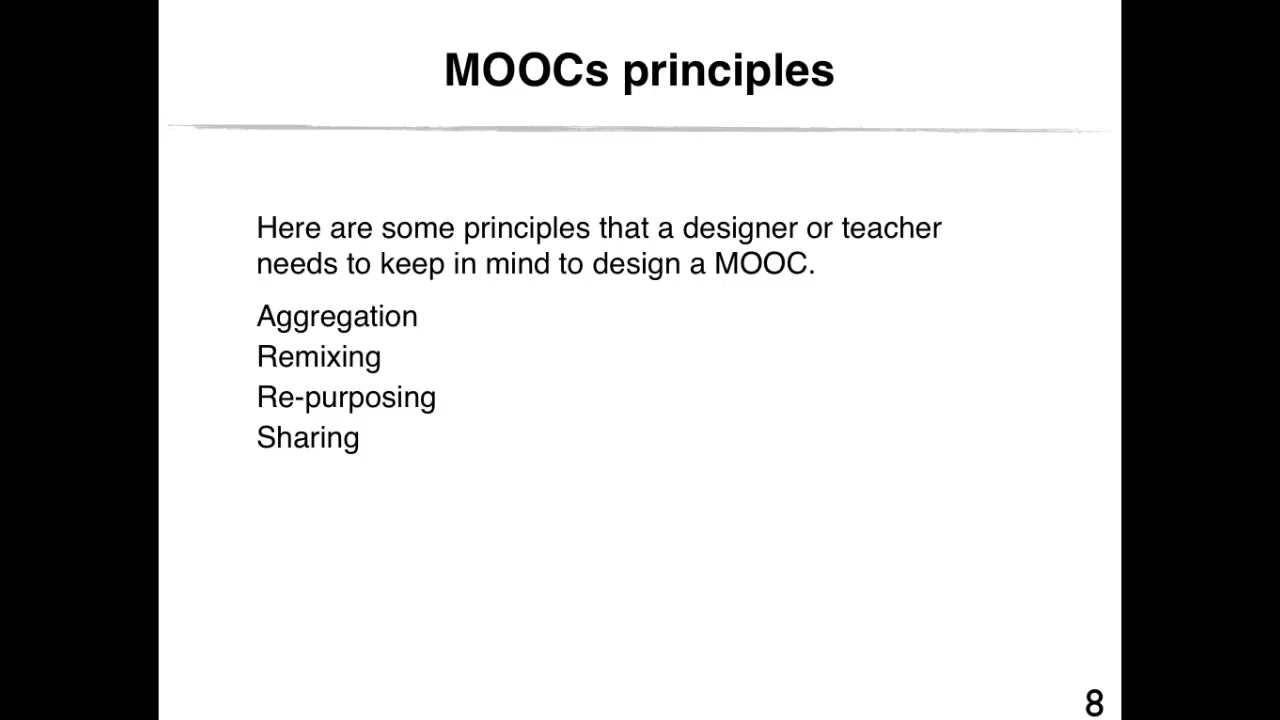 MOOCs principles
Here are some principles that a designer or teacher
needs to keep in mind to design a MOOC.
Aggregation
Remixing
Re-purposing
Sharing
8